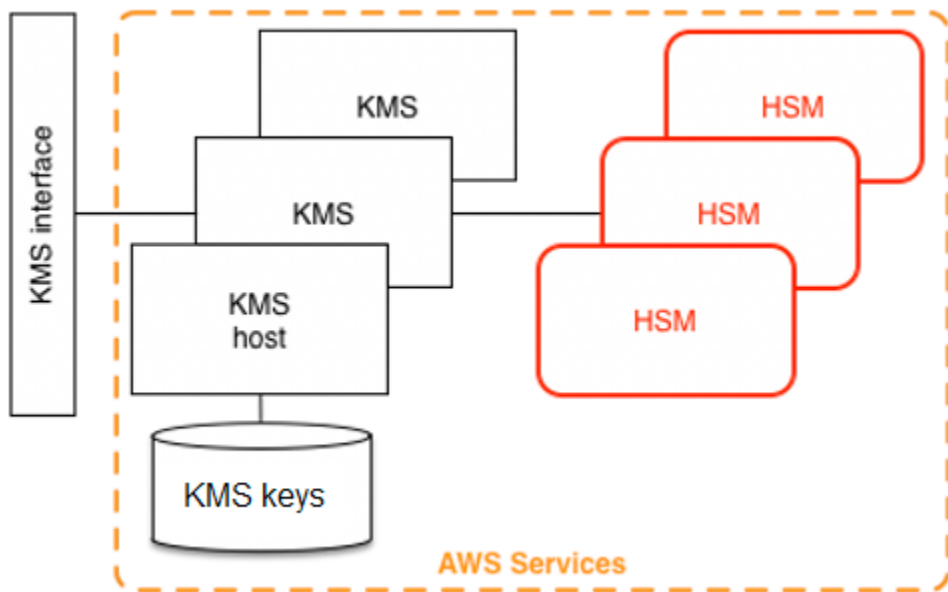 KMS interface
KMS
KMS
KMS
host
KMS keys
HSM
HSM
HSM
AWS Services